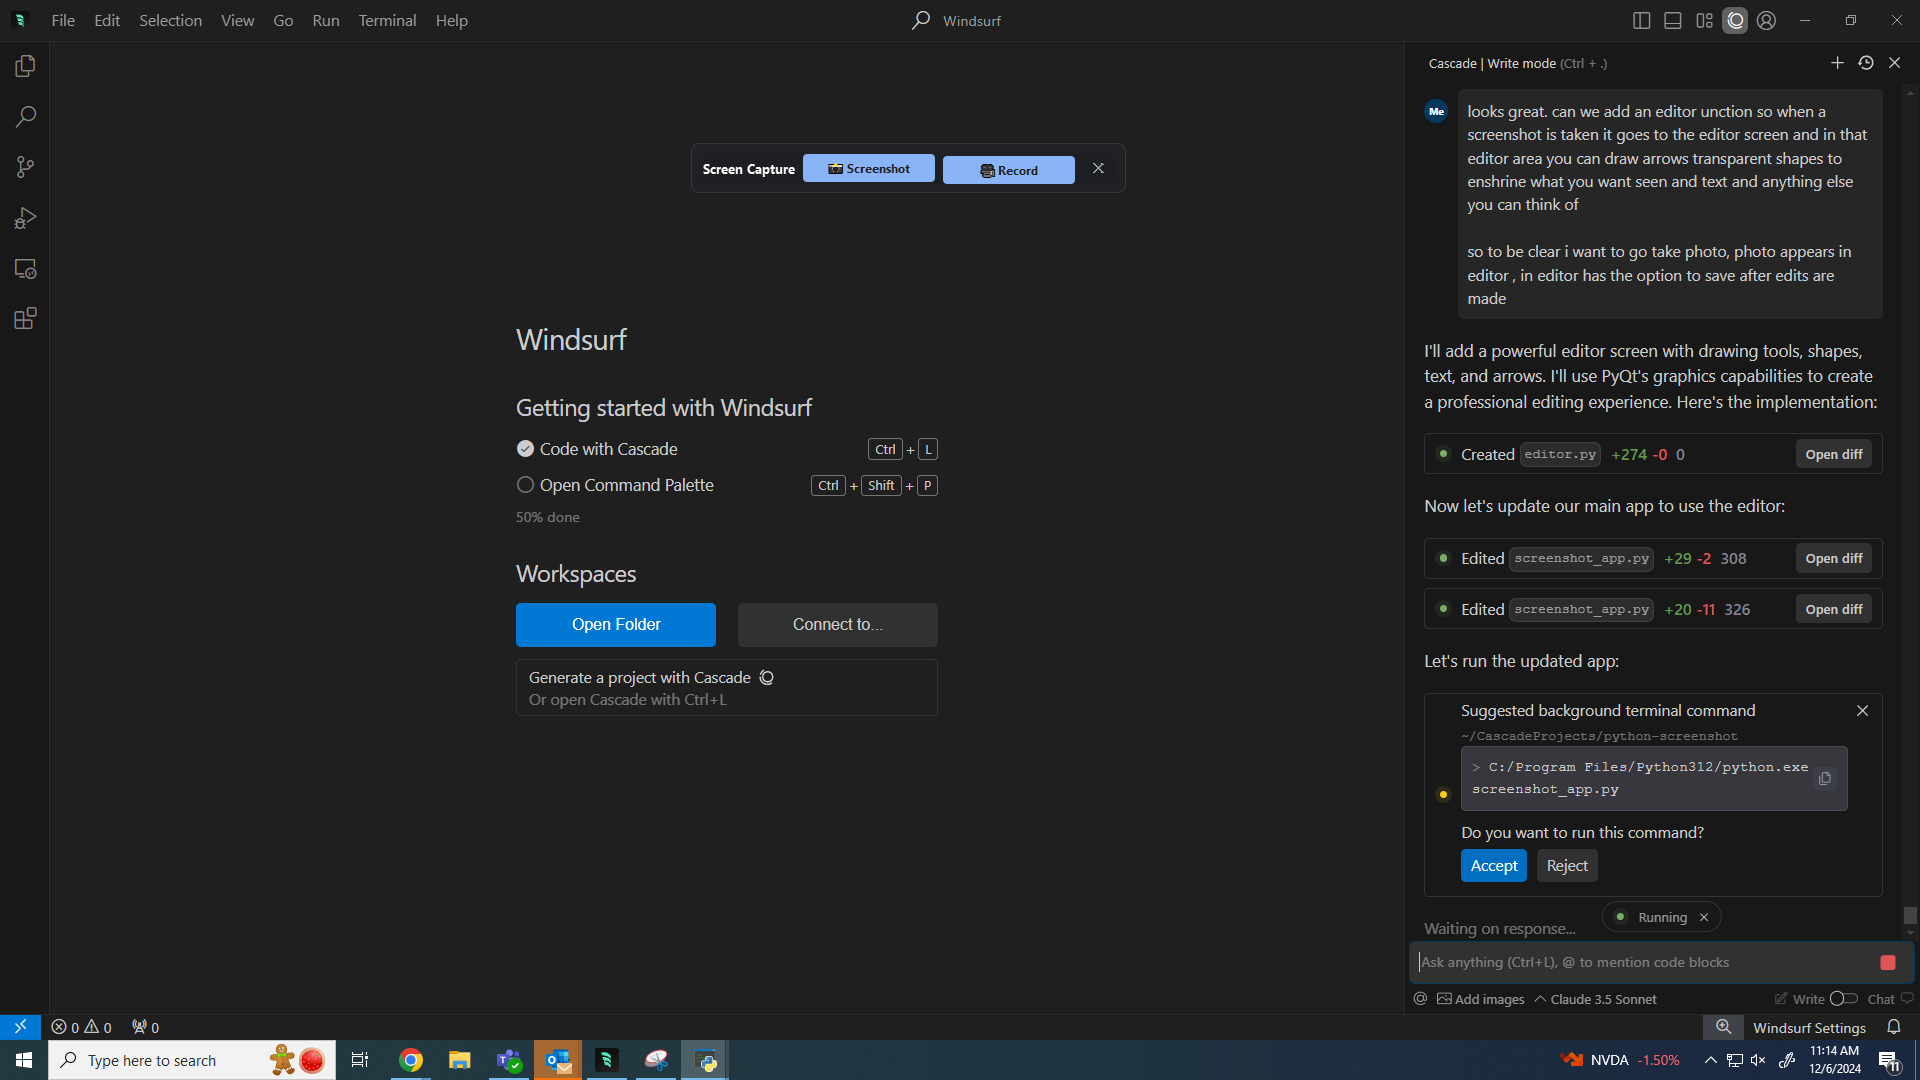 File Edit Selection View Go Run Terminal Help
Windsurf
Cascade | Write mode (Ctrl + .)
Me
looks great. can we add an editor unction so when a
screenshot is taken it goes to the editor screen and in that
editor area you can draw arrows transparent shapes to
enshrine what you want seen and text and anything else
you can think of
so to be clear i want to go take photo, photo appears in
editor , in editor has the option to save after edits are
made
Screen Capture
Screenshot
Record
Windsurf
Getting started with Windsurf
Code with Cascade Ctrl + L
Open Command Palette Ctrl + Shift + P
50% done
Workspaces
Open Folder
Connect to...
Generate a project with Cascade
Or open Cascade with Ctrl+L
I'll add a powerful editor screen with drawing tools, shapes,
text, and arrows. I'll use PyQt's graphics capabilities to create
a professional editing experience. Here's the implementation:
Created editor.py +274 -0 0 Open diff
Now let's update our main app to use the editor:
Edited screenshot_app.py +29 -2 308 Open diff
Edited screenshot_app.py +20 -11 326 Open diff
Let's run the updated app:
Suggested background terminal command
~/CascadeProjects/python-screenshot
> C:/Program Files/Python312/python.exe
screenshot_app.py
Do you want to run this command?
Accept
Reject
Running
Waiting on response...
Ask anything (Ctrl+L), @ to mention code blocks
Add images Claude 3.5 Sonnet Write Chat
0 0 0
Windsurf Settings
Type here to search
NVDA -1.50%
11:14 AM
12/6/2024
11